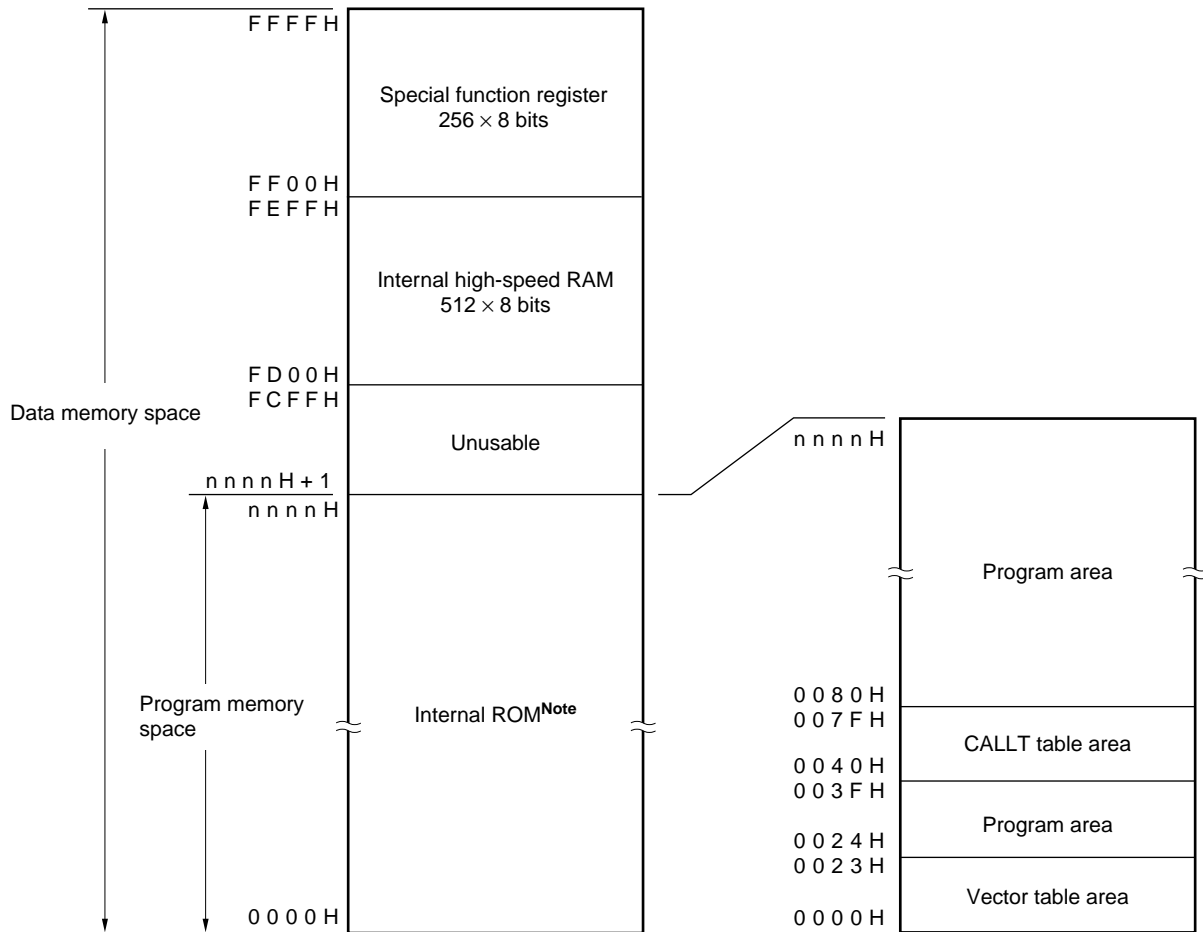 FFFFH
Special function register
256 × 8 bits
FF00H
FEFFH
Internal high-speed RAM
512 × 8 bits
FD00H
FCFFH
Data memory space
Unusable
nnnnH + 1
nnnnH
Program memory
space
Internal ROMNote
0000H
nnnnH
Program area
0080H
007FH
CALLT table area
0040H
003FH
Program area
0024H
0023H
Vector table area
0000H